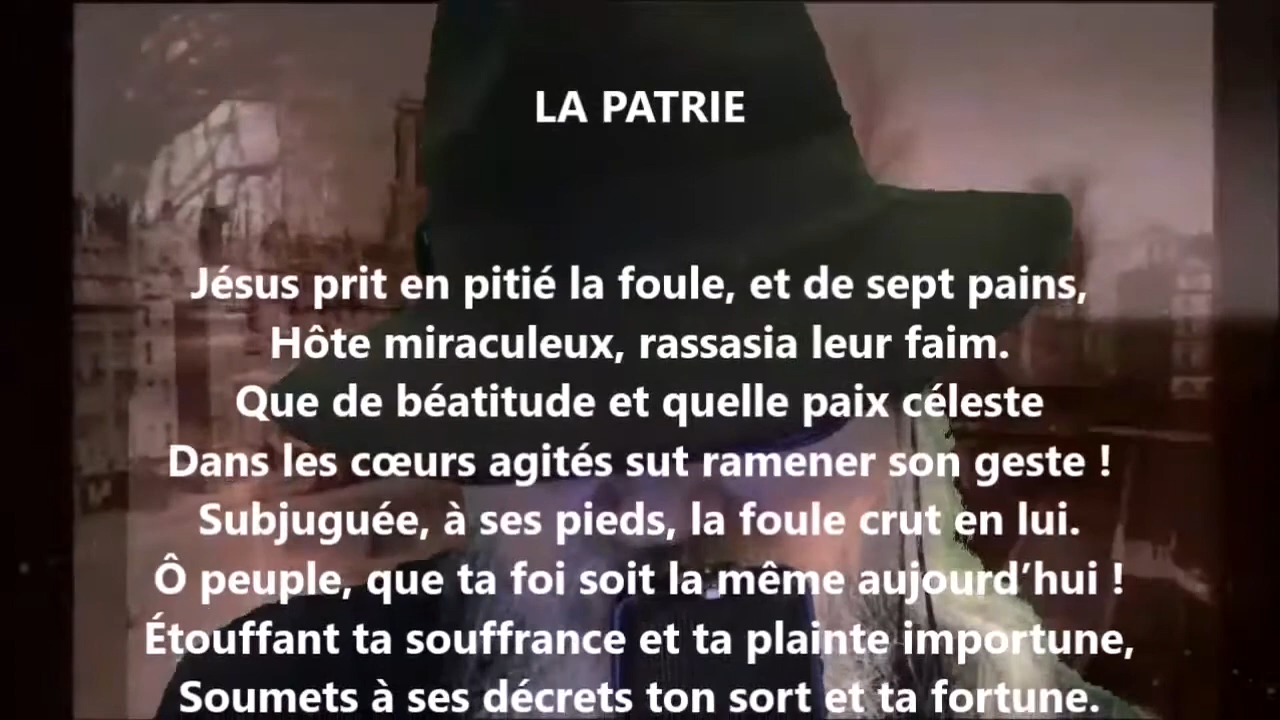 LA PATRIE
Jésus prit en pitié la foule, et de sept pains,
Hôte miraculeux, rassasia leur faim.
Que de béatitude et quelle paix céleste
Dans les cœurs agités sut ramener son geste !
Subjuguée, à ses pieds, la foule crut en lui.
Ô peuple, que ta foi soit la même aujourd’hui !
Étouffant ta souffrance et ta plainte importune,
Soumets à ses décrets ton sort et ta fortune.